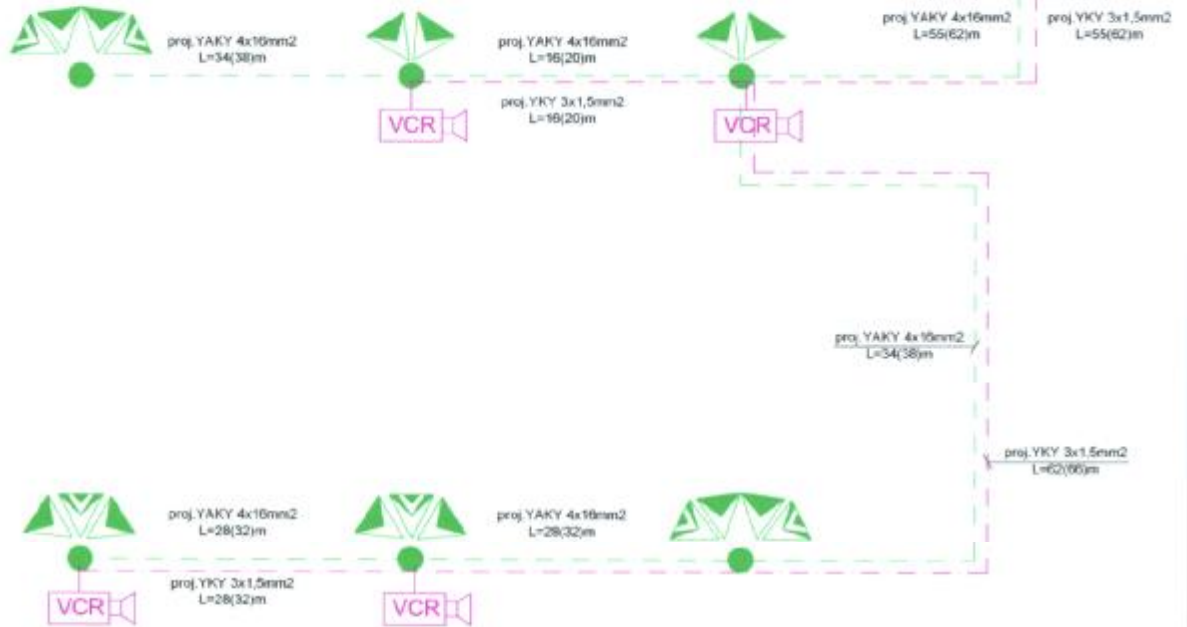 proj.YAKY 4x16mm2
L=34(38)m
proj.YAKY 4x16mm2
L=16(20)m
proj.YAKY 4x16mm2
L=55(62)m
proj.YKY 3x1,5mm2
L=55(62)m
proj.YKY 3x1,5mm2
L=16(20)m
VCR
VCR
proj.YAKY 4x16mm2
L=34(38)m
proj.YKY 3x1,5mm2
L=62(66)m
proj.YAKY 4x16mm2
L=28(32)m
proj.YAKY 4x16mm2
L=28(32)m
proj.YKY 3x1,5mm2
L=28(32)m
VCR
VCR